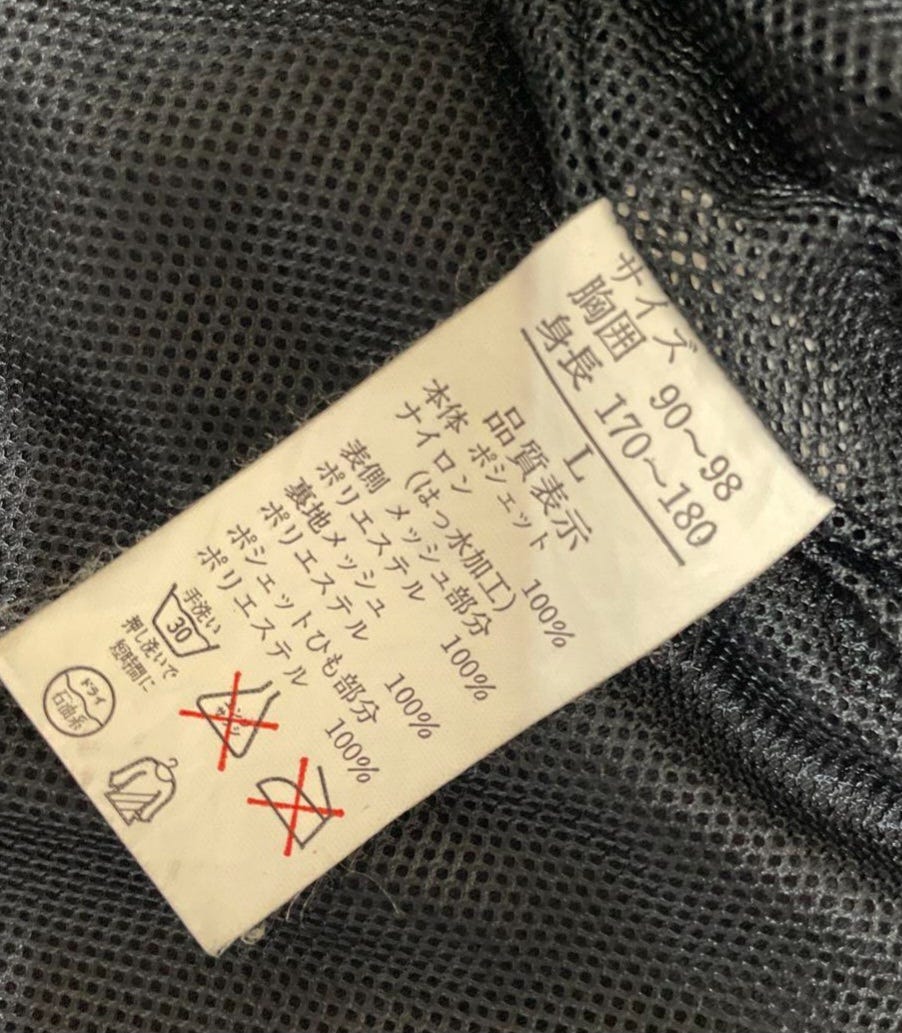 サイズ
胸囲 90～98
身長 170～180
L
品質表示
本体 ポシェット
ナイロン 100%
(はっ水加工)
表側 メッシュ部分
ポリエステル 100%
裏地メッシュ
ポリエステル 100%
ポシェットひも部分
ポリエステル 100%
手洗い
30
押し洗いで
短時間に
ドライ
石油系